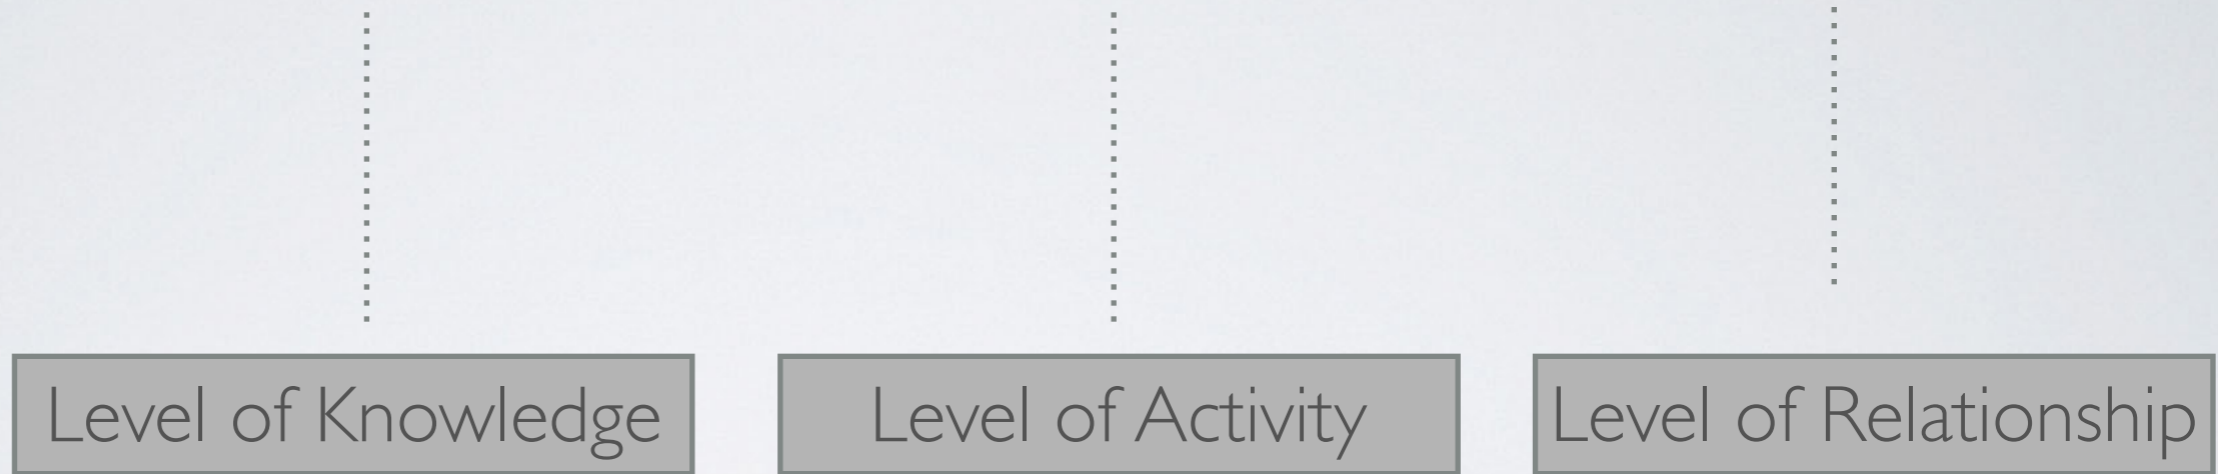 Level of Knowledge
Level of Activity
Level of Relationship